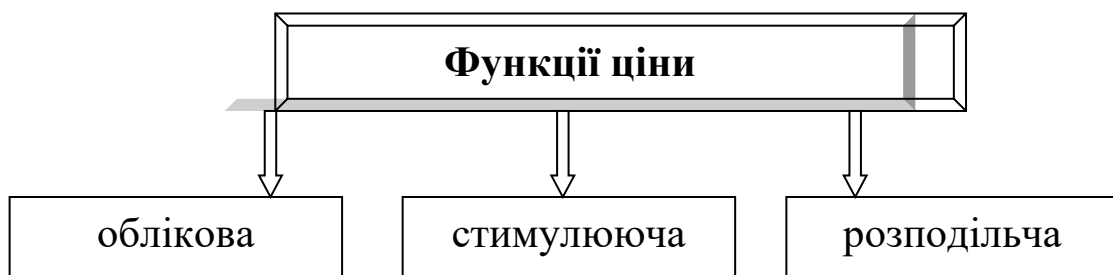 Функції ціни
облікова
стимулююча
розподільча